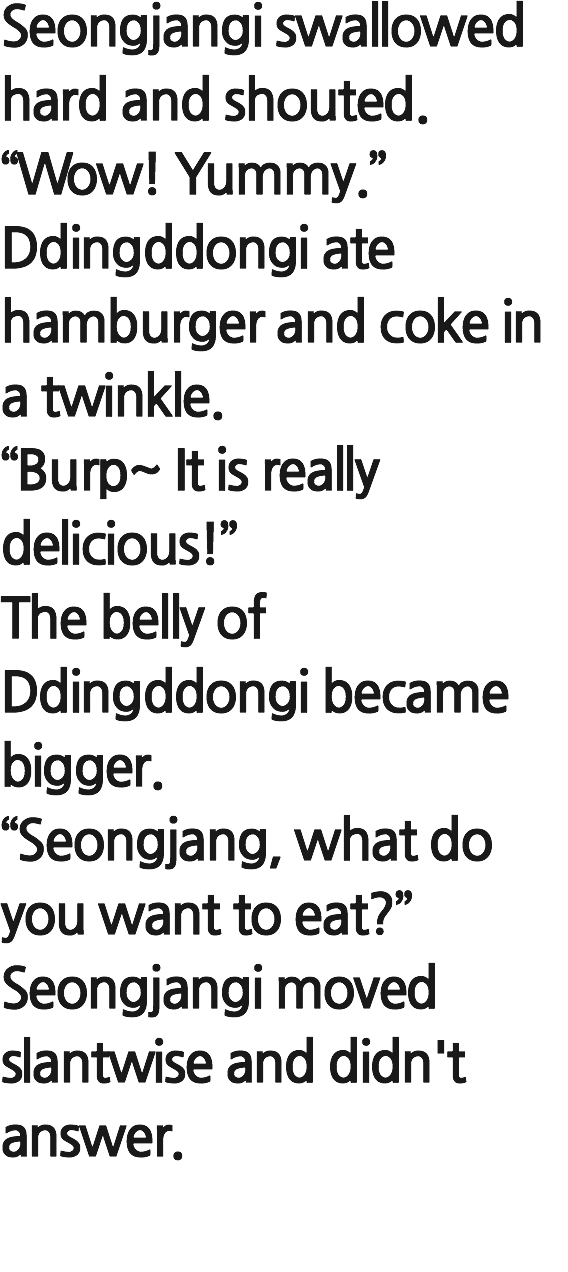 Seongjangi swallowed
hard and shouted.
“Wow! Yummy.”
Ddingddongi ate
hamburger and coke in
a twinkle.
“Burp~ It is really
delicious!”
The belly of
Ddingddongi became
bigger.
“Seongjang, what do
you want to eat?”
Seongjangi moved
slantwise and didn't
answer.